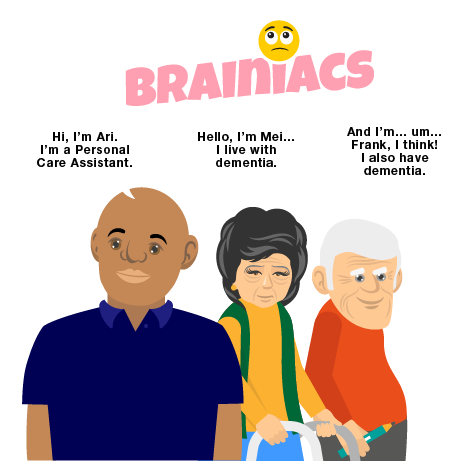 BRAINIACS
Hi, I'm Ari.
I'm a Personal
Care Assistant.
Hello, I'm Mei...
I live with
dementia.
And I'm... um...
Frank, I think!
I also have
dementia.